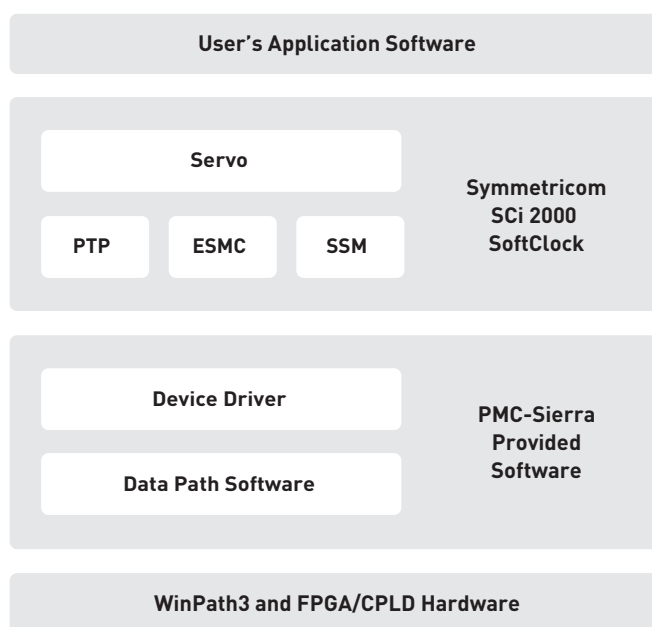 User’s Application Software
Servo
PTP ESMC SSM
Symmetricom
SCi 2000
SoftClock
Device Driver
Data Path Software
PMC-Sierra
Provided
Software
WinPath3 and FPGA/CPLD Hardware